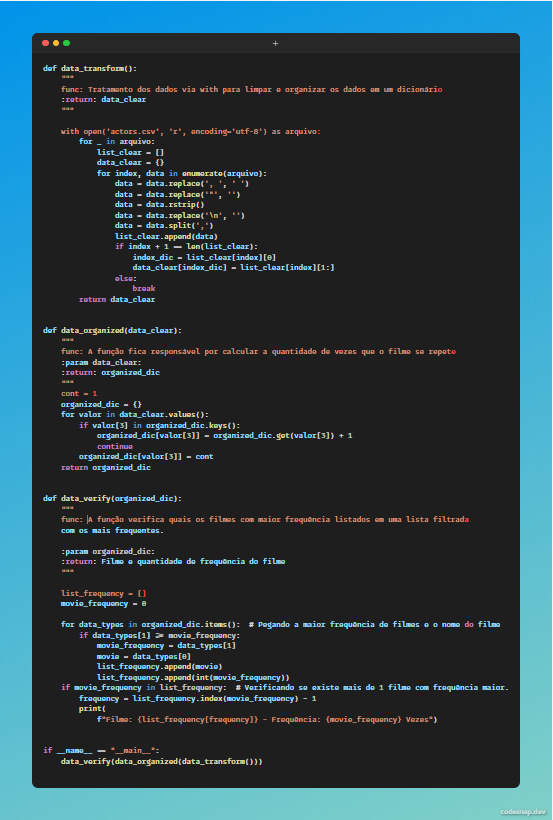 +
def data_transform():
    """
    func: Tratamento dos dados via with para limpar e organizar os dados em um dicionário
    :return: data_clear
    """

    with open('actors.csv', 'r', encoding='utf-8') as arquivo:
        for _ in arquivo:
            list_clear = []
            data_clear = {}
            for index, data in enumerate(arquivo):
                data = data.replace(', ', ' ')
                data = data.replace('"', '')
                data = data.rstrip()
                data = data.replace('\n', '')
                data = data.split(',')
                list_clear.append(data)
                if index + 1 == len(list_clear):
                    index_dic = list_clear[index][0]
                    data_clear[index_dic] = list_clear[index][1:]
                else:
                    break
        return data_clear


def data_organized(data_clear):
    """
    func: A função fica responsável por calcular a quantidade de vezes que o filme se repete
    :param data_clear:
    :return: organized_dic
    """
    cont = 1
    organized_dic = {}
    for valor in data_clear.values():
        if valor[3] in organized_dic.keys():
            organized_dic[valor[3]] = organized_dic.get(valor[3]) + 1
            continue
        organized_dic[valor[3]] = cont
    return organized_dic


def data_verify(organized_dic):
    """
    func: A função verifica quais os filmes com maior frequência listados em uma lista filtrada
    com os mais frequentes.

    :param organized_dic:
    :return: Filme e quantidade de frequência do filme
    """

    list_frequency = []
    movie_frequency = 0

    for data_types in organized_dic.items():  # Pegando a maior frequência de filmes e o nome do filme
        if data_types[1] >= movie_frequency:
            movie_frequency = data_types[1]
            movie = data_types[0]
            list_frequency.append(movie)
            list_frequency.append(int(movie_frequency))
    if movie_frequency in list_frequency:  # Verificando se existe mais de 1 filme com frequência maior.
        frequency = list_frequency.index(movie_frequency) - 1
        print(
            f"Filme: {list_frequency[frequency]} - Frequência: {movie_frequency} Vezes")


if __name__ == "__main__":
    data_verify(data_organized(data_transform()))
codesnap.dev